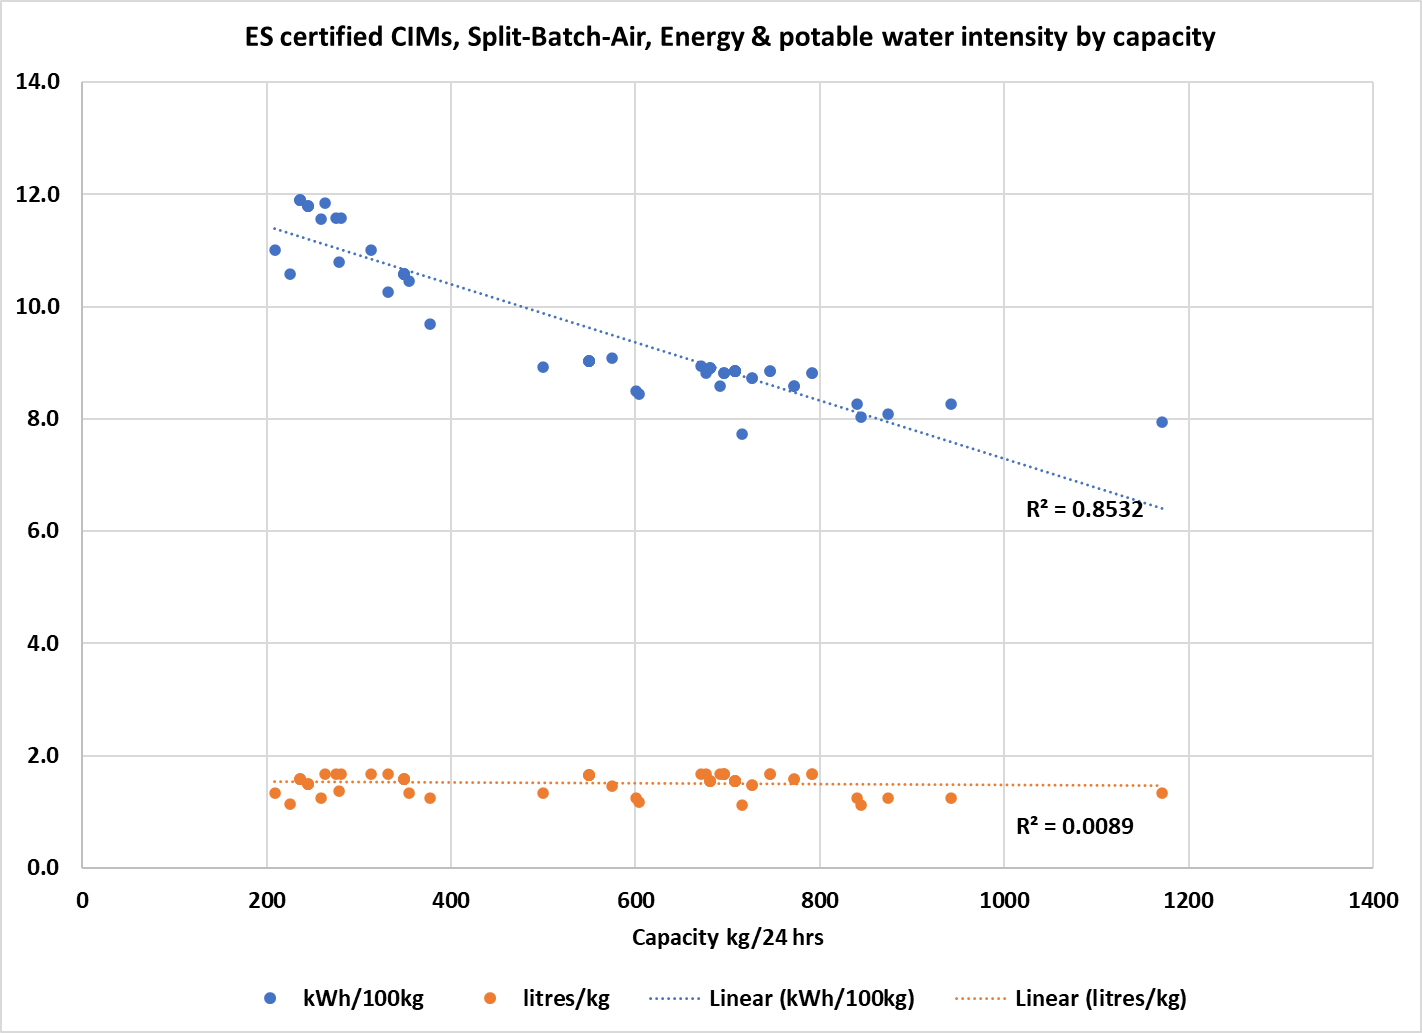 ES certified CIMs, Split-Batch-Air, Energy & potable water intensity by capacity
14.0
12.0
10.0
8.0
6.0
4.0
2.0
0.0
R² = 0.8532
R² = 0.0089
0 200 400 600 800 1000 1200 1400
Capacity kg/24 hrs
kWh/100kg litres/kg Linear (kWh/100kg) Linear (litres/kg)